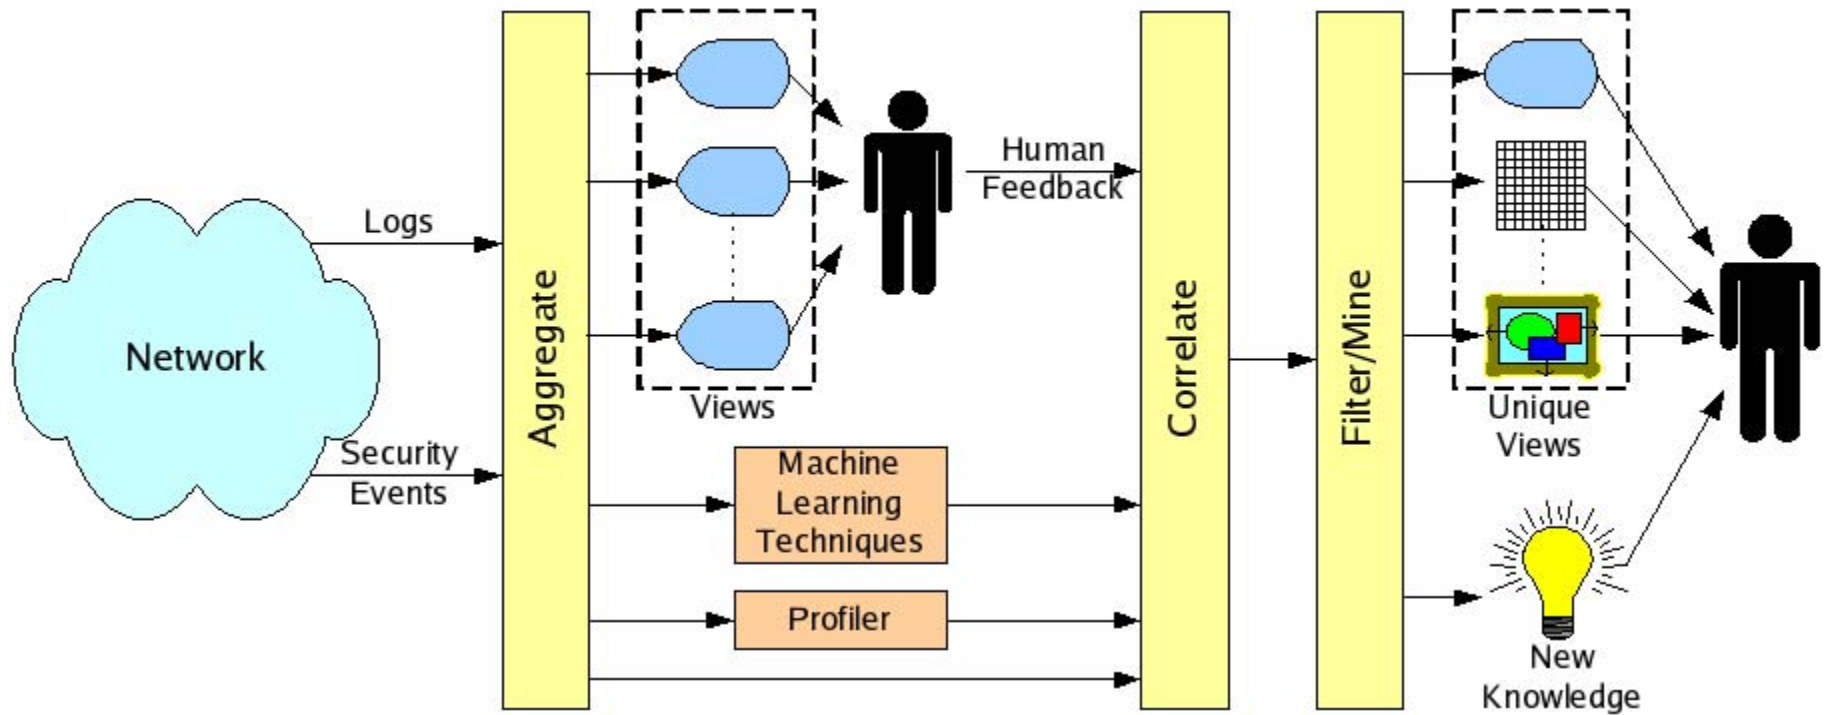 Network
Logs
Security
Events
Aggregate
Views
Human
Feedback
Machine
Learning
Techniques
Profiler
Correlate
Filter/Mine
Unique
Views
New
Knowledge